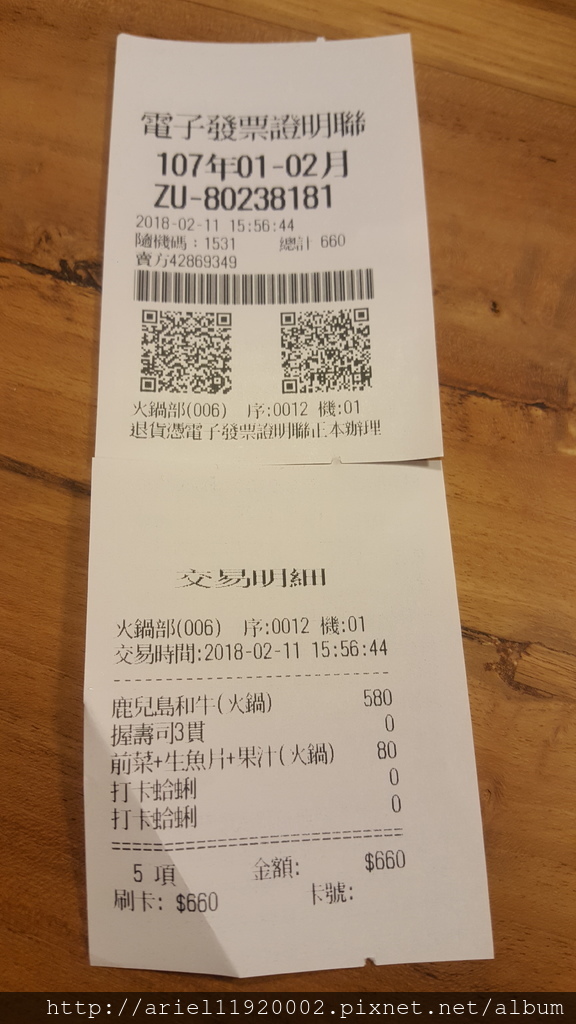 電子發票證明聯
107年01-02月
ZU-80238181
2018-02-11 15:56:44
隨機碼：1531 總計 660
賣方42869349
火鍋部(006) 序:0012 機:01
退貨憑電子發票證明聯正本辦理
交易明細
火鍋部(006) 序:0012 機:01
交易時間:2018-02-11 15:56:44
鹿兒島和牛(火鍋) 580
握壽司3貫 0
前菜+生魚片+果汁(火鍋) 80
打卡蛤蜊 0
打卡蛤蜊 0
5 項 金額: $660
刷卡: $660 卡號:
http://ariel11920002.pixnet.net/album